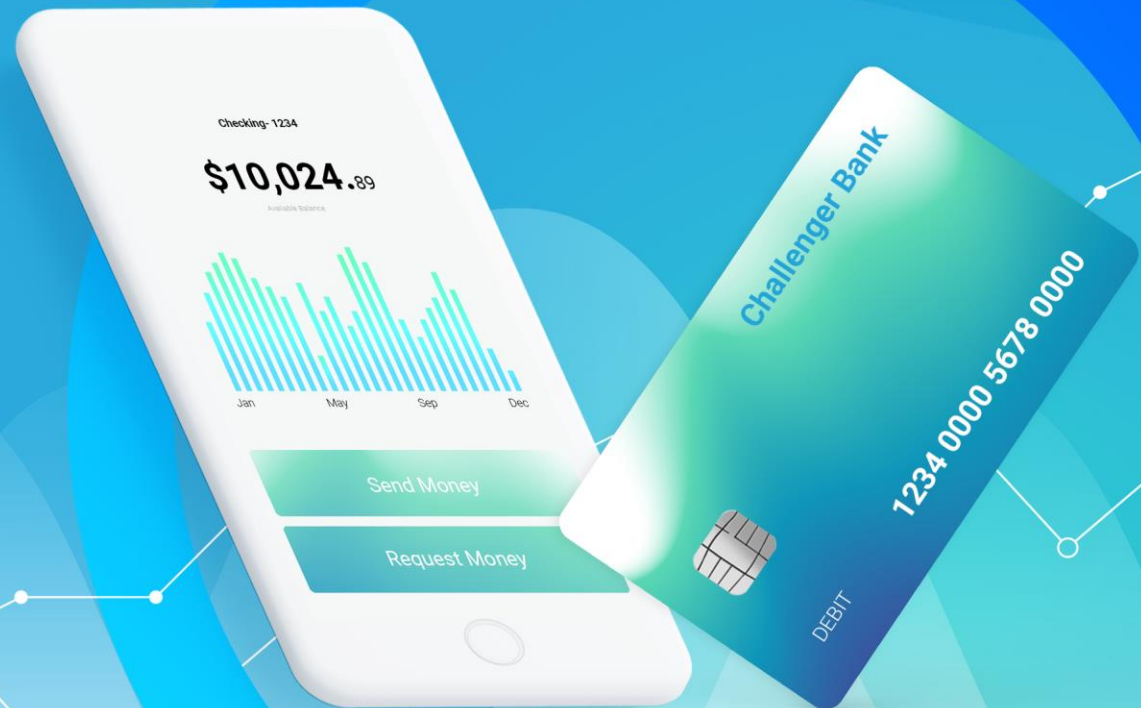 Checking- 1234
$10,024.89
Available Balance
Jan May Sep Dec
Send Money
Request Money
Challenger Bank
1234 0000 5678 0000
DEBIT